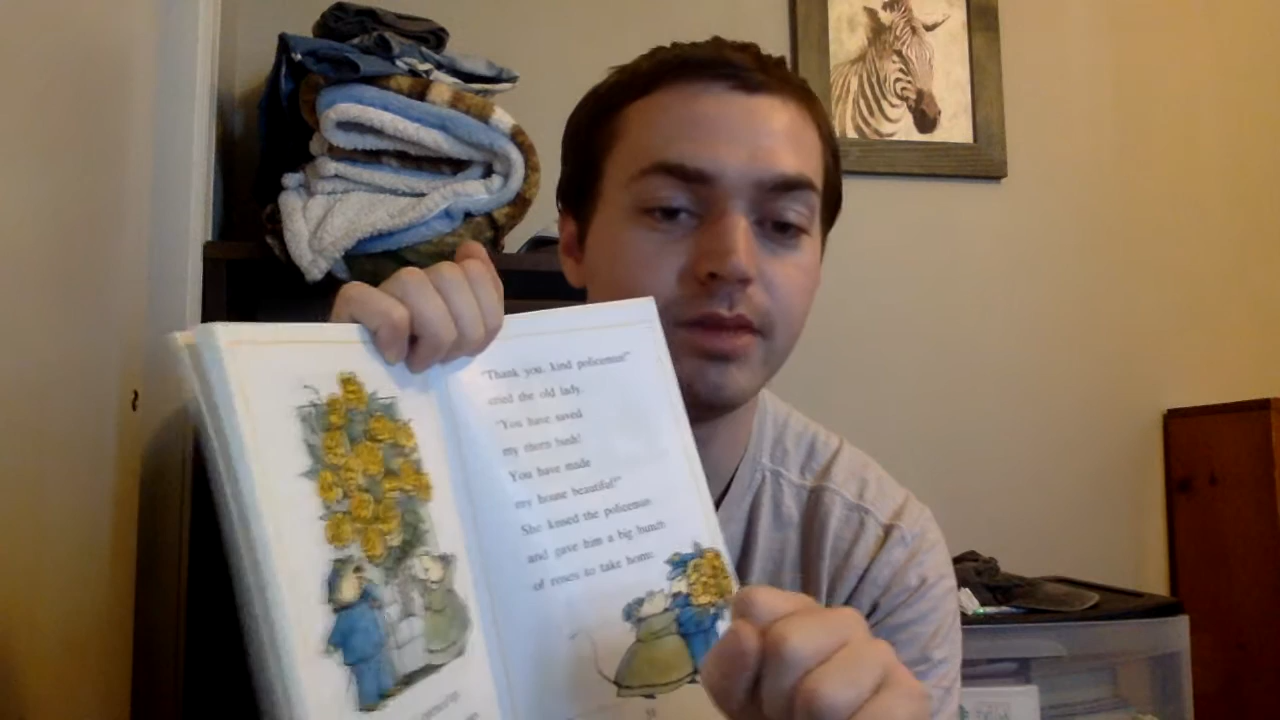 "Thank you, kind policeman!"
cried the old lady.
"You have saved
my thorn bush!
You have made
my house beautiful!"
She kissed the policeman
and gave him a big bunch
of roses to take home.